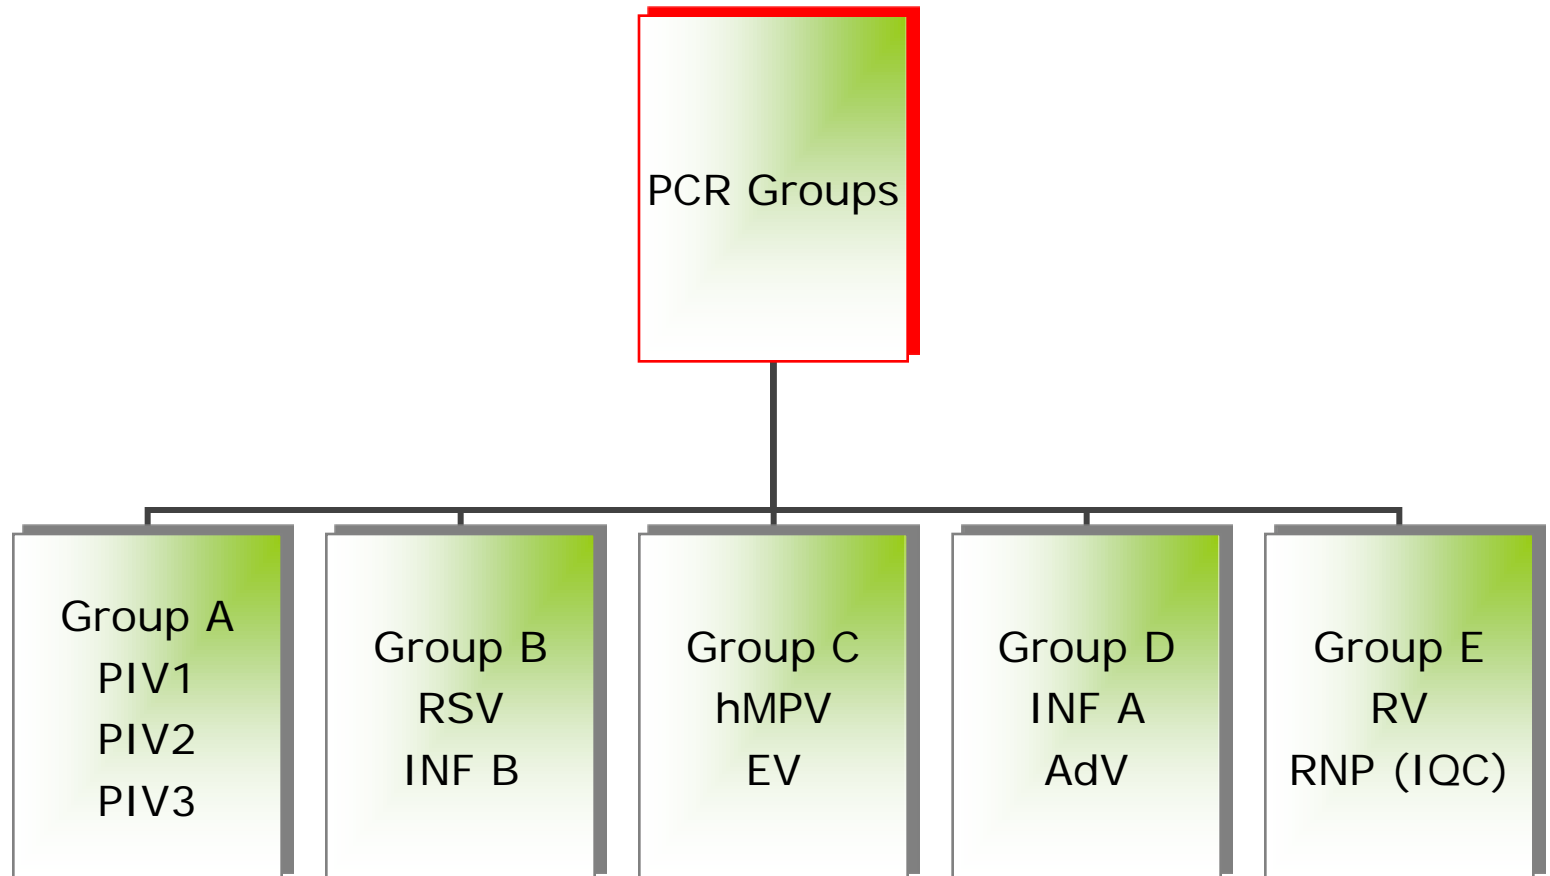 PCR Groups
Group A
PIV1
PIV2
PIV3
Group B
RSV
INF B
Group C
hMPV
EV
Group D
INF A
AdV
Group E
RV
RNP (IQC)